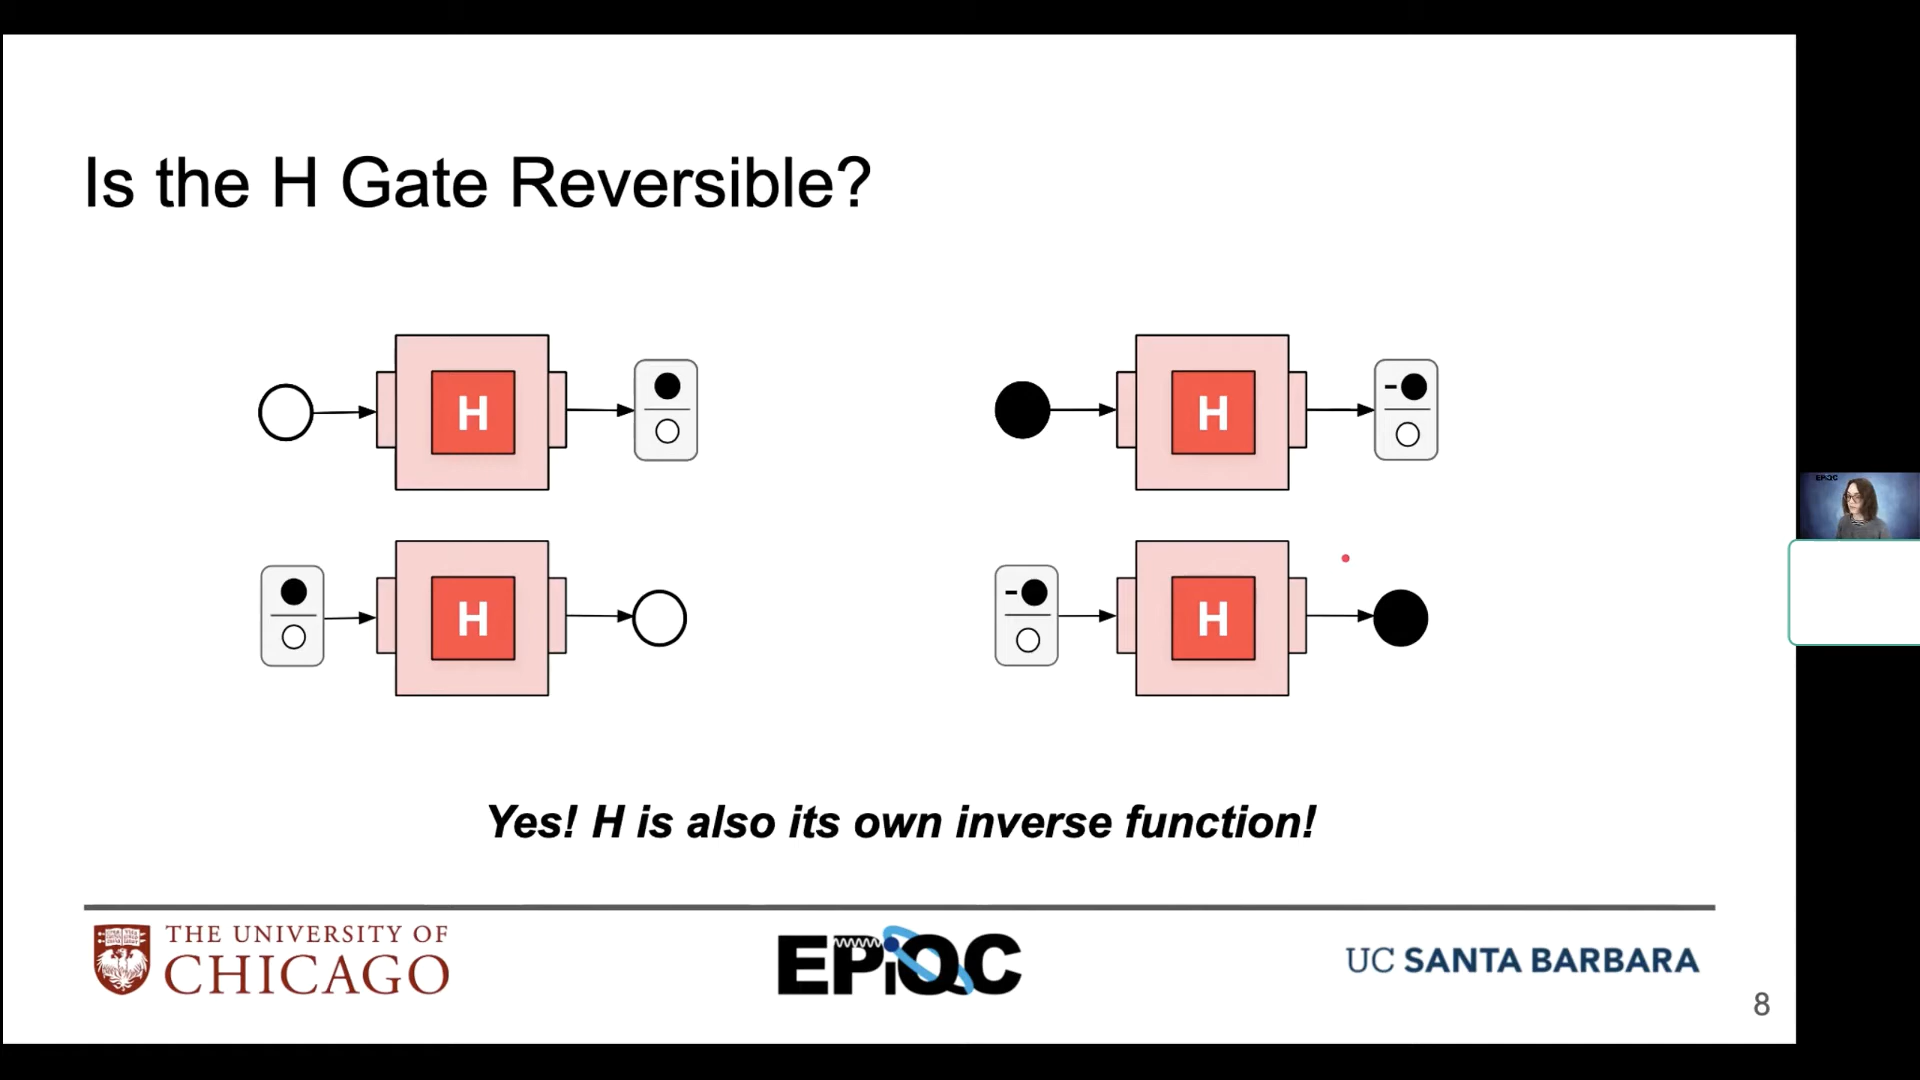 Is the H Gate Reversible?
H
H
H
H
Yes! H is also its own inverse function!
THE UNIVERSITY OF
CHICAGO
EPiQC
UC SANTA BARBARA
8
EPiQC